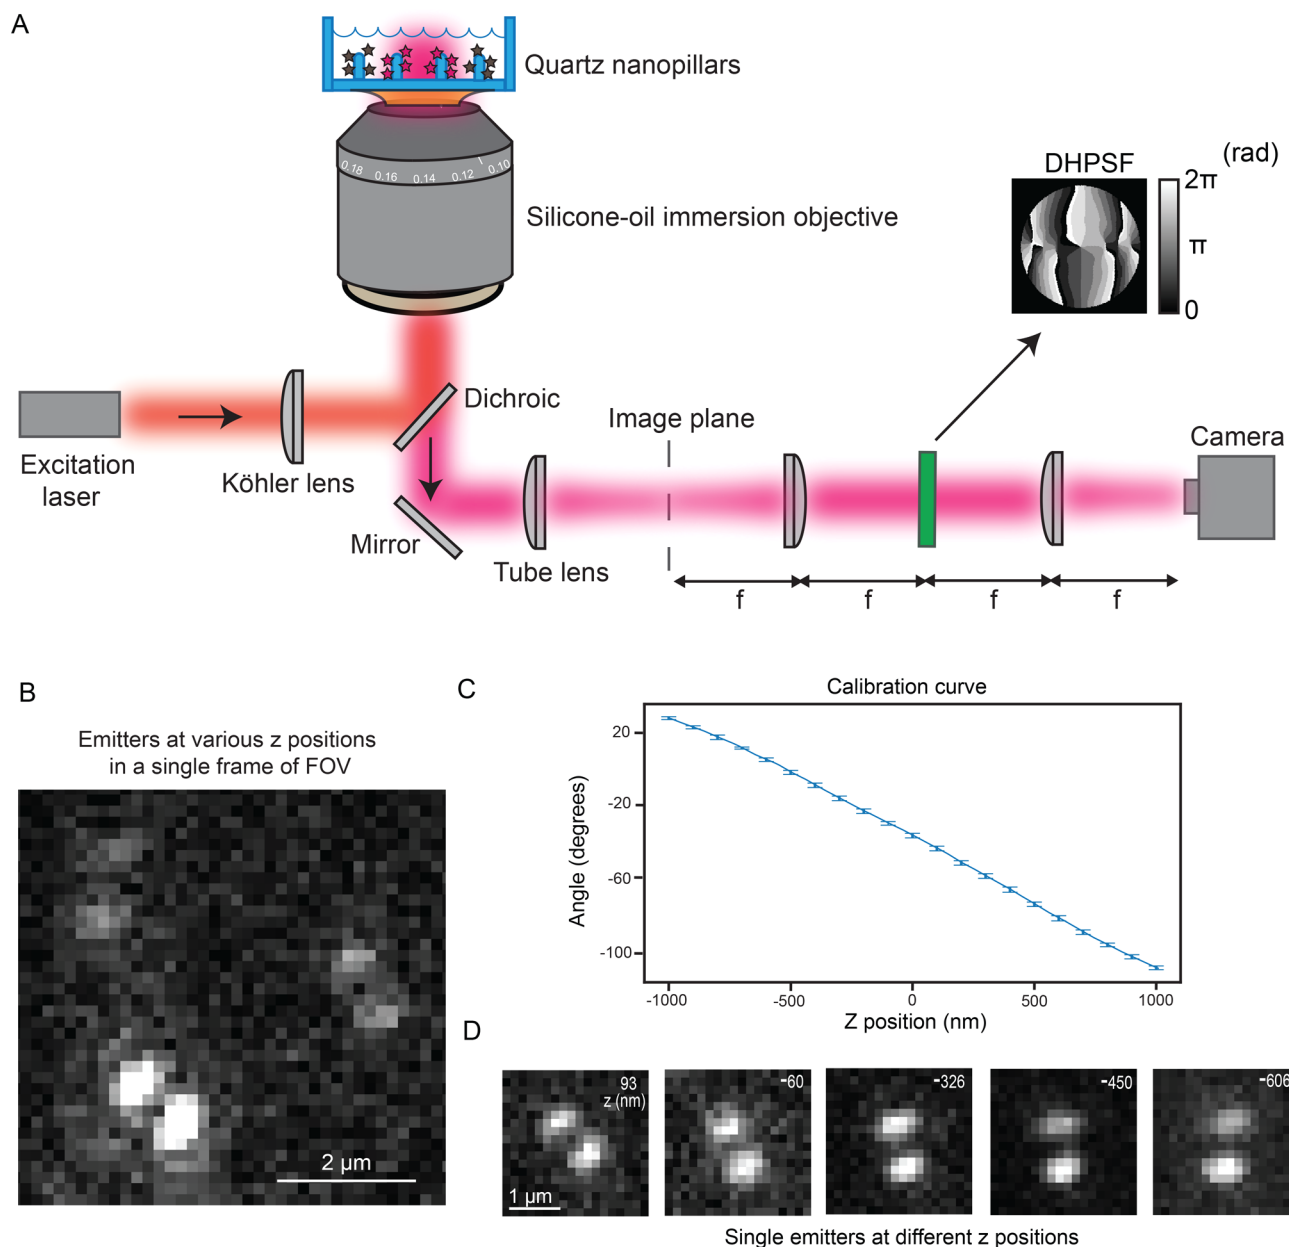 A
Quartz nanopillars
0.18 0.16 0.14 0.12 0.10
Silicone-oil immersion objective
DHPSF
(rad)
2π
π
0
Excitation
laser
Köhler lens
Dichroic
Mirror
Tube lens
Image plane
Camera
f f f f
B
Emitters at various z positions
in a single frame of FOV
2 μm
C
Calibration curve
Angle (degrees)
20
-20
-60
-100
-1000 -500 0 500 1000
Z position (nm)
D
93
z (nm)
-60
-326
-450
-606
1 μm
Single emitters at different z positions